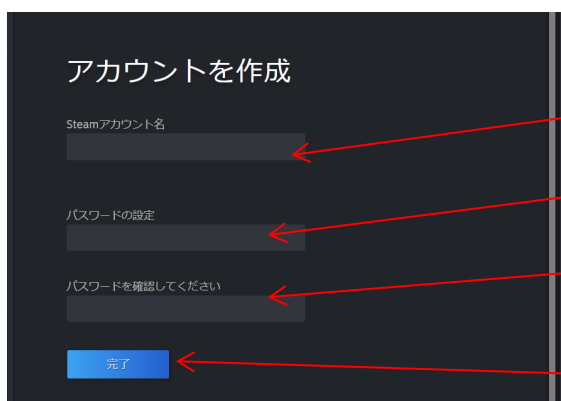 アカウントを作成
Steamアカウント名
パスワードの設定
パスワードを確認してください
完了